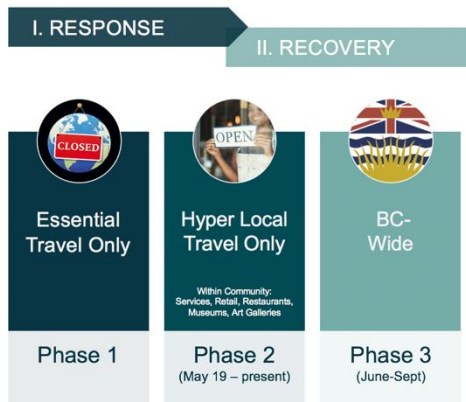 I. RESPONSE
II. RECOVERY
CLOSED
Essential
Travel Only
Phase 1
OPEN
Hyper Local
Travel Only
Within Community:
Services, Retail, Restaurants,
Museums, Art Galleries
Phase 2
(May 19 – present)
BC-
Wide
Phase 3
(June-Sept)